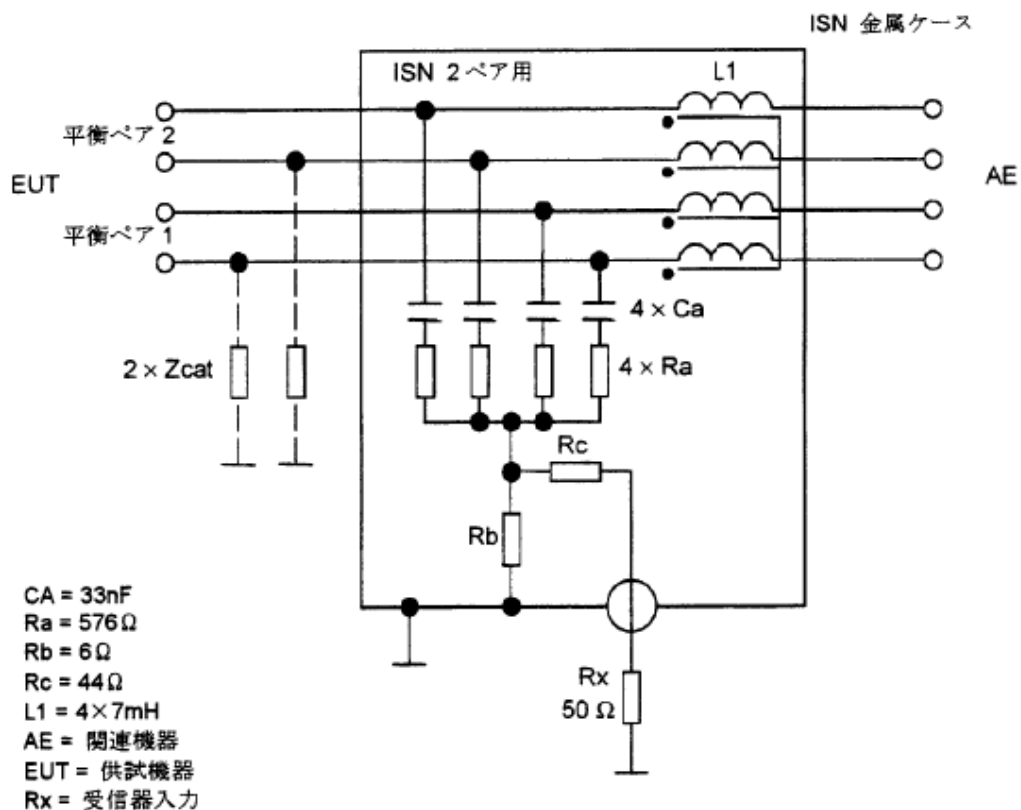 ISN 金属ケース
ISN 2ペア用
L1
平衡ペア 2
EUT
AE
平衡ペア 1
4 × Ca
2 × Zcat
4 × Ra
Rc
Rb
Rx
50 Ω
CA = 33nF
Ra = 576Ω
Rb = 6Ω
Rc = 44Ω
L1 = 4×7mH
AE = 関連機器
EUT = 供試機器
Rx = 受信器入力